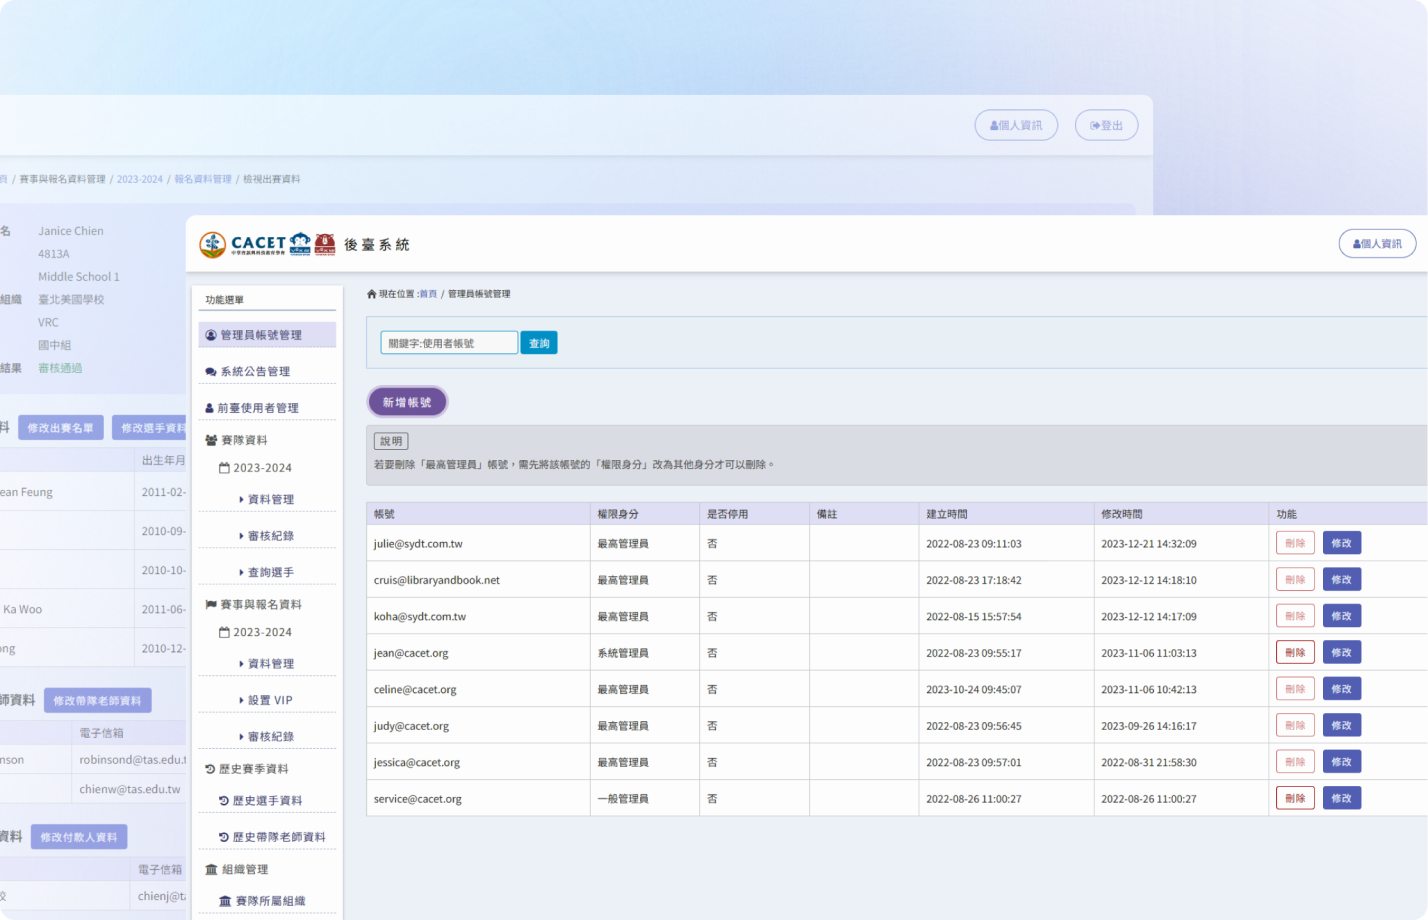 個人資訊
登出
頁 / 賽事與報名資料管理 / 2023-2024 / 報名資料管理 / 檢視出賽資料
名 Janice Chien
4813A
Middle School 1
組織 臺北美國學校
VRC
國中組
結果 審核通過
料 修改出賽名單 修改選手資料
出生年月
ean Feung 2011-02-
2010-09-
2010-10-
Ka Woo 2011-06-
ong 2010-12-
師資料 修改帶隊老師資料
電子信箱
nson robinsond@tas.edu.t
chienw@tas.edu.tw
資料 修改付款人資料
電子信箱
校 chienj@ta
CACET 後臺系統
個人資訊
功能選單
管理員帳號管理
系統公告管理
前臺使用者管理
賽隊資料
2023-2024
資料管理
審核紀錄
查詢選手
賽事與報名資料
2023-2024
資料管理
設置 VIP
審核紀錄
歷史賽季資料
歷史選手資料
歷史帶隊老師資料
組織管理
賽隊所屬組織
現在位置 :首頁 / 管理員帳號管理
關鍵字:使用者帳號 查詢
新增帳號
說明
若要刪除「最高管理員」帳號，需先將該帳號的「權限身分」改為其他身分才可以刪除。
帳號 權限身分 是否停用 備註 建立時間 修改時間 功能
julie@sydt.com.tw 最高管理員 否 2022-08-23 09:11:03 2023-12-21 14:32:09 刪除 修改
cruis@libraryandbook.net 最高管理員 否 2022-08-23 17:18:42 2023-12-12 14:18:10 刪除 修改
koha@sydt.com.tw 最高管理員 否 2022-08-15 15:57:54 2023-12-12 14:17:09 刪除 修改
jean@cacet.org 系統管理員 否 2022-08-23 09:55:17 2023-11-06 11:03:13 刪除 修改
celine@cacet.org 最高管理員 否 2023-10-24 09:45:07 2023-11-06 10:42:13 刪除 修改
judy@cacet.org 最高管理員 否 2022-08-23 09:56:45 2023-09-26 14:16:17 刪除 修改
jessica@cacet.org 最高管理員 否 2022-08-23 09:57:01 2022-08-31 21:58:30 刪除 修改
service@cacet.org 一般管理員 否 2022-08-26 11:00:27 2022-08-26 11:00:27 刪除 修改